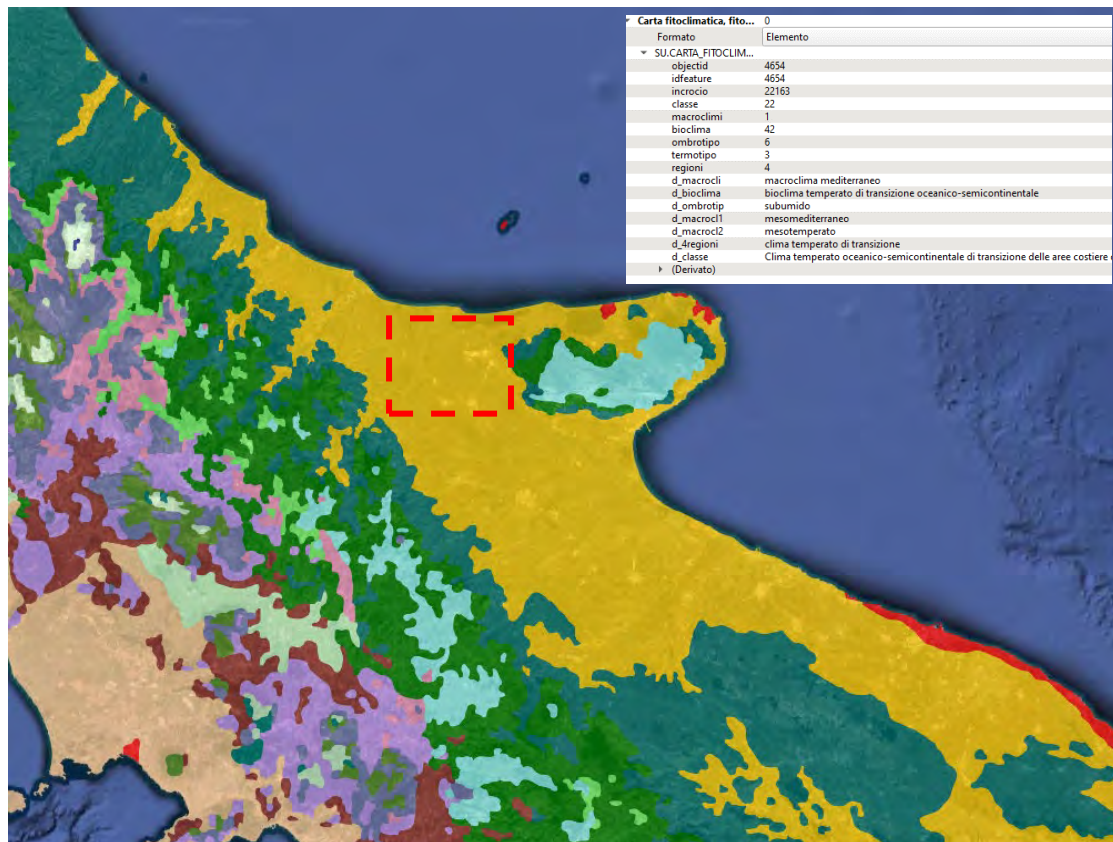 Carta fitoclimatica, fito... 0
Formato Elemento
SU.CARTA_FITOCLIM...
objectid 4654
idfeature 4654
incrocio 22163
classe 22
macroclimi 1
bioclima 42
ombrotipo 6
termotipo 3
regioni 4
d_macrocli macroclima mediterraneo
d_bioclima bioclima temperato di transizione oceanico-semicontinentale
d_ombrotip subumido
d_macrocl1 mesomediterraneo
d_macrocl2 mesotemperato
d_4regioni clima temperato di transizione
d_classe Clima temperato oceanico-semicontinentale di transizione delle aree costiere
(Derivato)